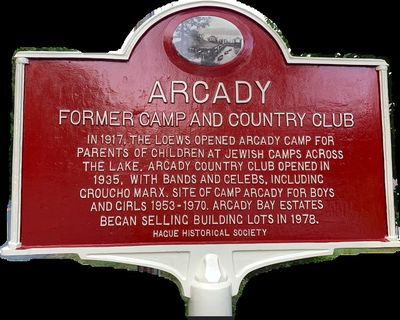 ARCADY
FORMER CAMP AND COUNTRY CLUB
IN 1917, THE LOEWS OPENED ARCADY CAMP FOR
PARENTS OF CHILDREN AT JEWISH CAMPS ACROSS
THE LAKE. ARCADY COUNTRY CLUB OPENED IN
1935, WITH BANDS AND CELEBS, INCLUDING
GROUCHO MARX. SITE OF CAMP ARCADY FOR BOYS
AND GIRLS 1953-1970. ARCADY BAY ESTATES
BEGAN SELLING BUILDING LOTS IN 1978.
HAGUE HISTORICAL SOCIETY